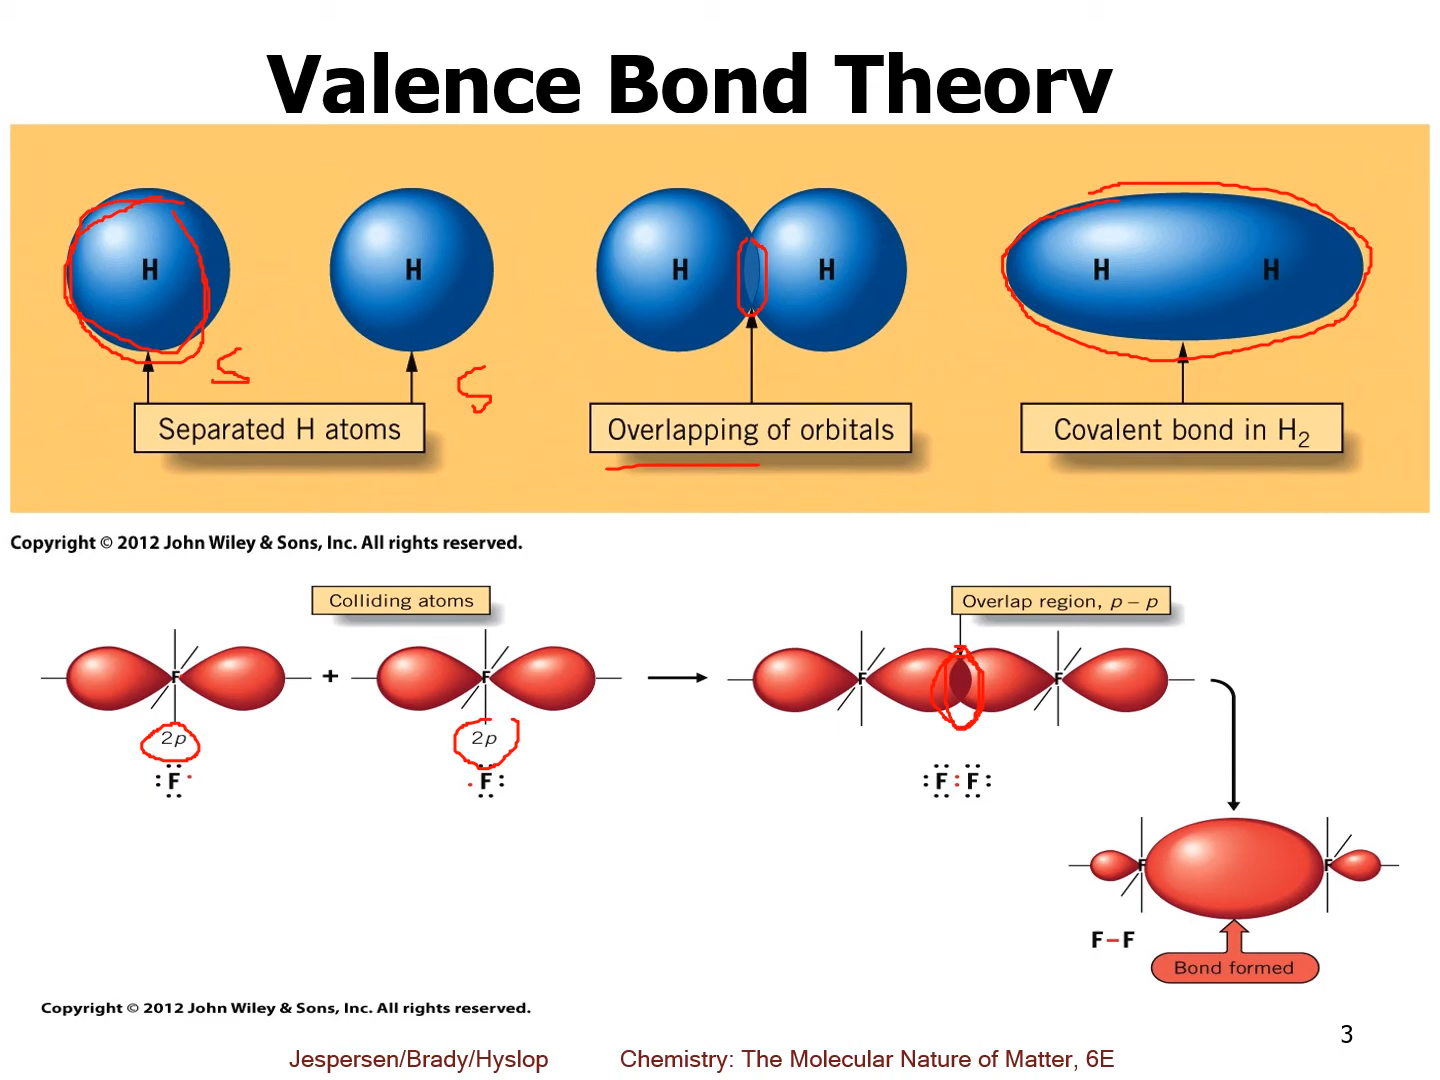 Valence Bond Theory
H H H H H H
Separated H atoms
Overlapping of orbitals
Covalent bond in H₂
Copyright © 2012 John Wiley & Sons, Inc. All rights reserved.
Colliding atoms
Overlap region, p – p
F + F F F
2p 2p
:F· ·F: :F:F:
F F
F–F
Bond formed
Copyright © 2012 John Wiley & Sons, Inc. All rights reserved.
3
Jespersen/Brady/Hyslop Chemistry: The Molecular Nature of Matter, 6E